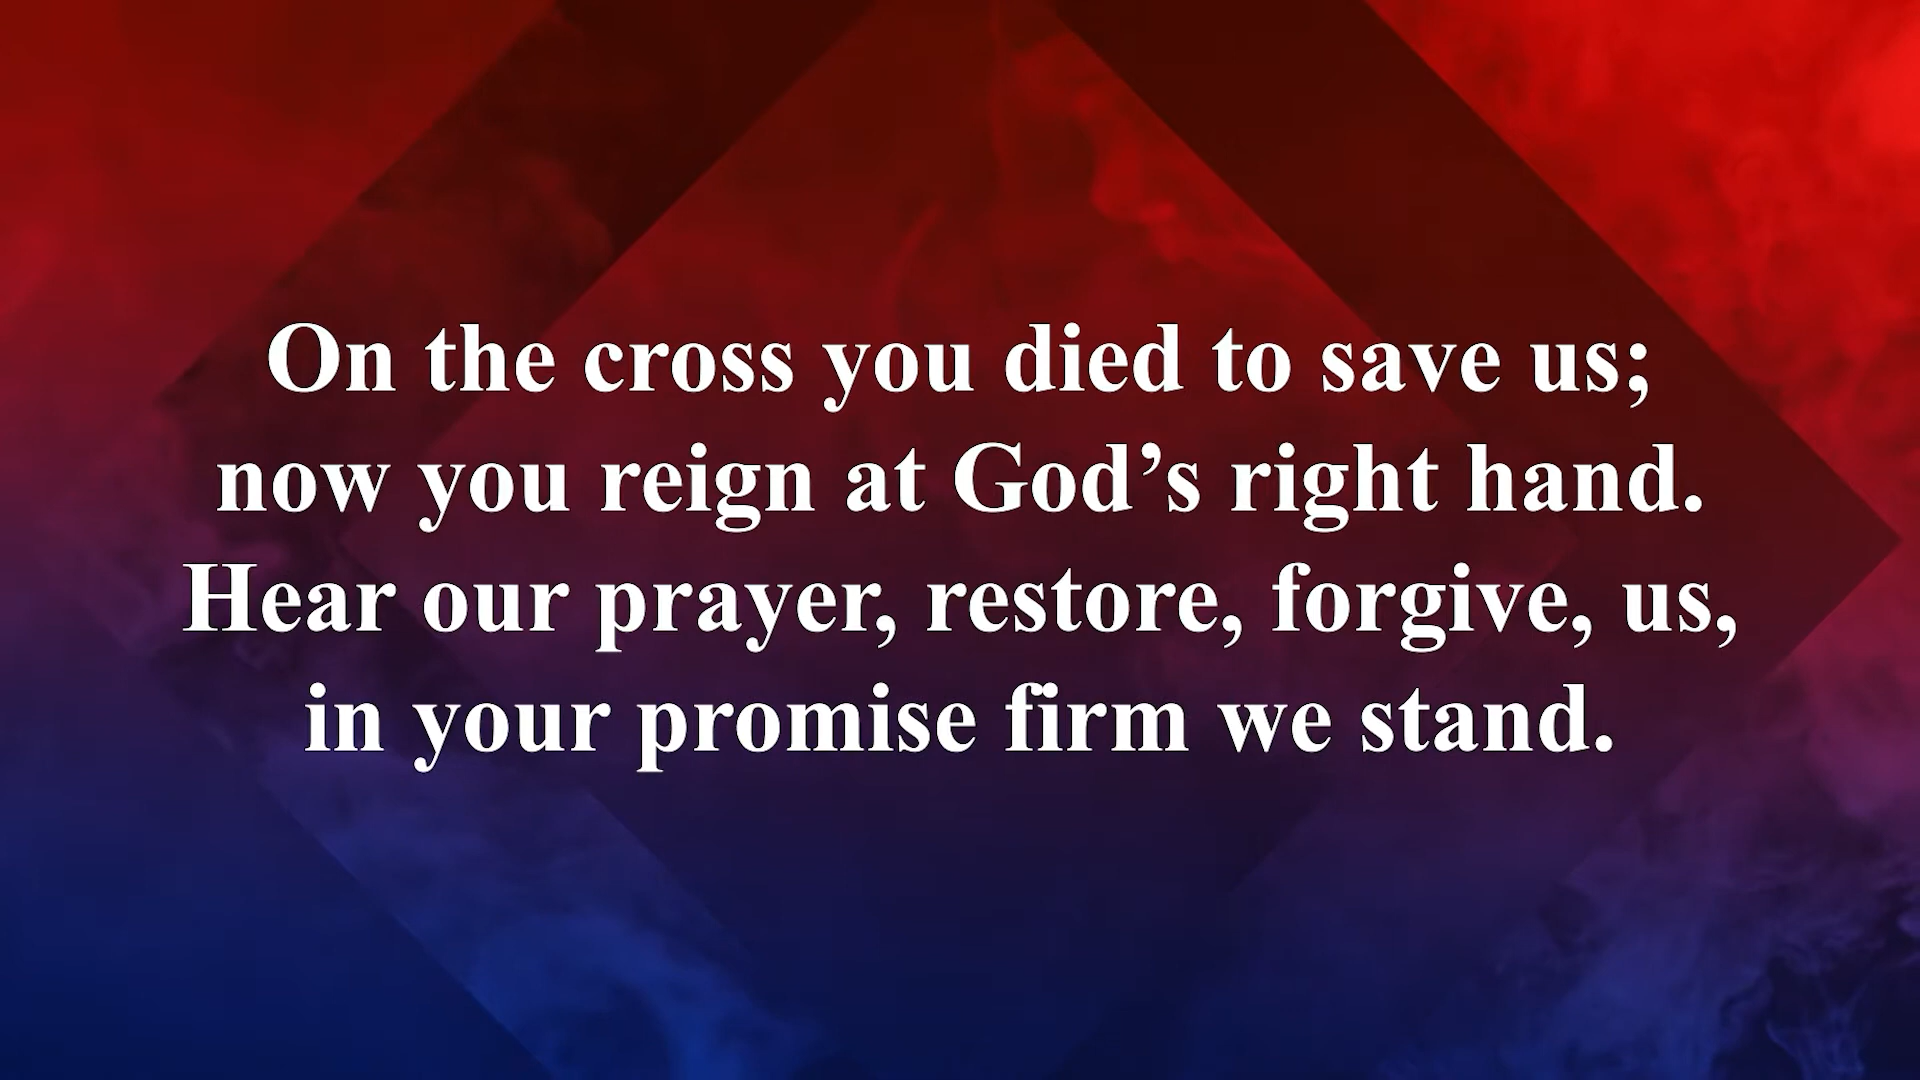 On the cross you died to save us;
now you reign at God’s right hand.
Hear our prayer, restore, forgive, us,
in your promise firm we stand.